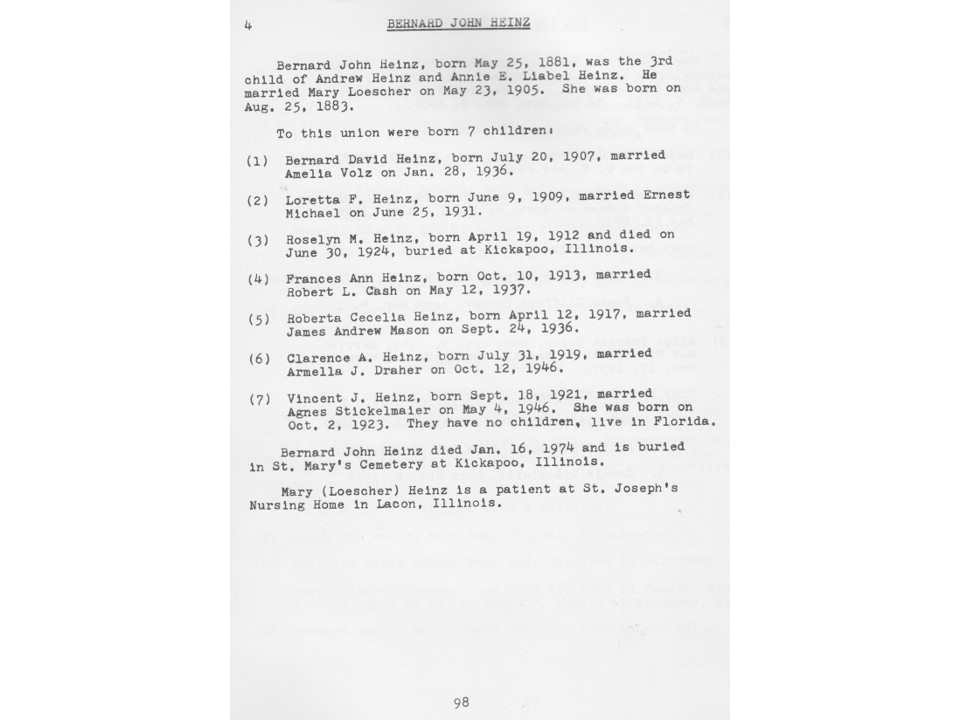 4
BERNARD JOHN HEINZ
Bernard John Heinz, born May 25, 1881, was the 3rd
child of Andrew Heinz and Annie E. Liabel Heinz. He
married Mary Loescher on May 23, 1905. She was born on
Aug. 25, 1883.
To this union were born 7 children:
(1) Bernard David Heinz, born July 20, 1907, married
Amelia Volz on Jan. 28, 1936.
(2) Loretta F. Heinz, born June 9, 1909, married Ernest
Michael on June 25, 1931.
(3) Roselyn M. Heinz, born April 19, 1912 and died on
June 30, 1924, buried at Kickapoo, Illinois.
(4) Frances Ann Heinz, born Oct. 10, 1913, married
Robert L. Cash on May 12, 1937.
(5) Roberta Cecelia Heinz, born April 12, 1917, married
James Andrew Mason on Sept. 24, 1936.
(6) Clarence A. Heinz, born July 31, 1919, married
Armella J. Draher on Oct. 12, 1946.
(7) Vincent J. Heinz, born Sept. 18, 1921, married
Agnes Stickelmaier on May 4, 1946. She was born on
Oct. 2, 1923. They have no children, live in Florida.
Bernard John Heinz died Jan. 16, 1974 and is buried
in St. Mary's Cemetery at Kickapoo, Illinois.
Mary (Loescher) Heinz is a patient at St. Joseph's
Nursing Home in Lacon, Illinois.
98